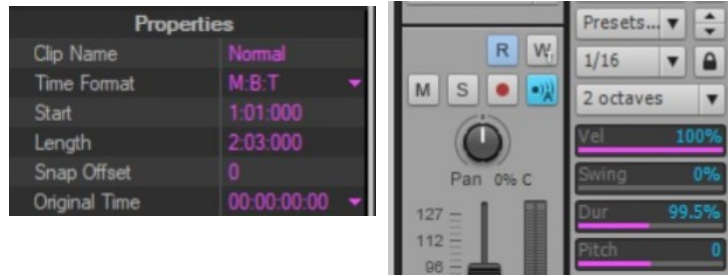 Properties
Clip Name Normal
Time Format M:B:T
Start 1:01:000
Length 2:03:000
Snap Offset 0
Original Time 00:00:00:00
Presets...
R W
1/16
M S A
2 octaves
Vel 100%
Pan 0% C
Swing 0%
127
Dur 99.5%
112
Pitch 0
96